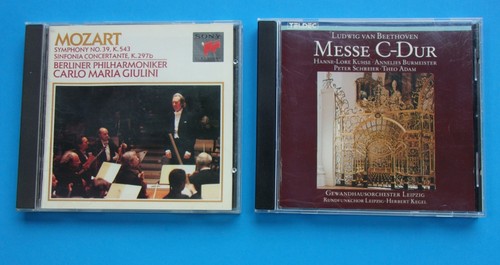 MOZART
SYMPHONY NO. 39, K. 543
SINFONIA CONCERTANTE, K. 297b
BERLINER PHILHARMONIKER
CARLO MARIA GIULINI
SONY
TELDEC
LUDWIG VAN BEETHOVEN
MESSE C-DUR
HANNE-LORE KUHSE · ANNELIES BURMEISTER
PETER SCHREIER · THEO ADAM
GEWANDHAUSORCHESTER LEIPZIG
RUNDFUNKCHOR LEIPZIG · HERBERT KEGEL